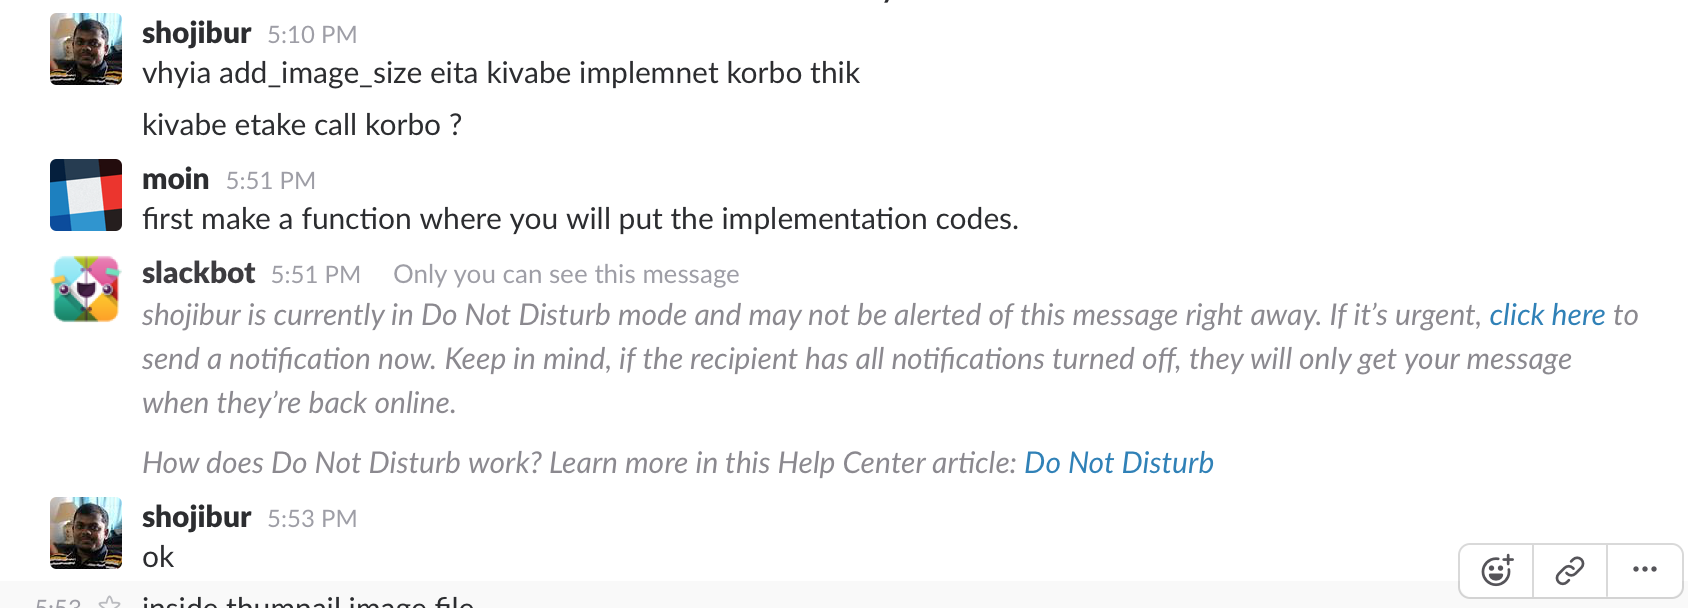 shojibur 5:10 PM
vhyia add_image_size eita kivabe implemnet korbo thik
kivabe etake call korbo ?
moin 5:51 PM
first make a function where you will put the implementation codes.
slackbot 5:51 PM Only you can see this message
shojibur is currently in Do Not Disturb mode and may not be alerted of this message right away. If it’s urgent, click here to
send a notification now. Keep in mind, if the recipient has all notifications turned off, they will only get your message
when they’re back online.
How does Do Not Disturb work? Learn more in this Help Center article: Do Not Disturb
shojibur 5:53 PM
ok
5:53 inside thumnail image file